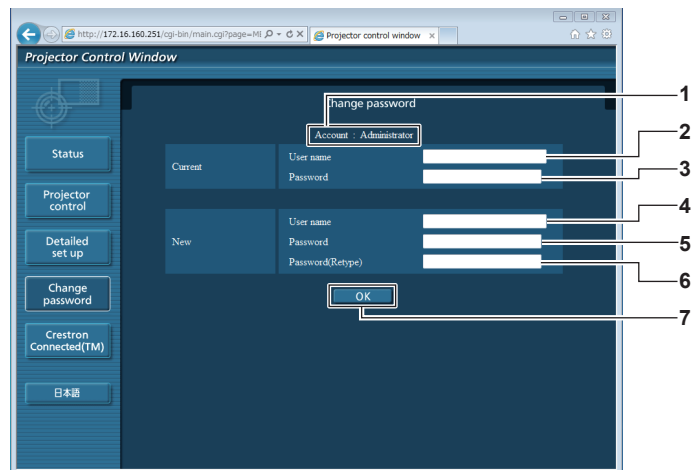 http://172.16.160.251/cgi-bin/main.cgi?page=Mi
Projector control window
Projector Control Window
Change password
1
Account : Administrator
2
Status
Current
User name
Password
3
Projector
control
User name
4
Detailed
set up
New
Password
5
Password(Retype)
6
Change
password
OK
7
Crestron
Connected(TM)
日本語